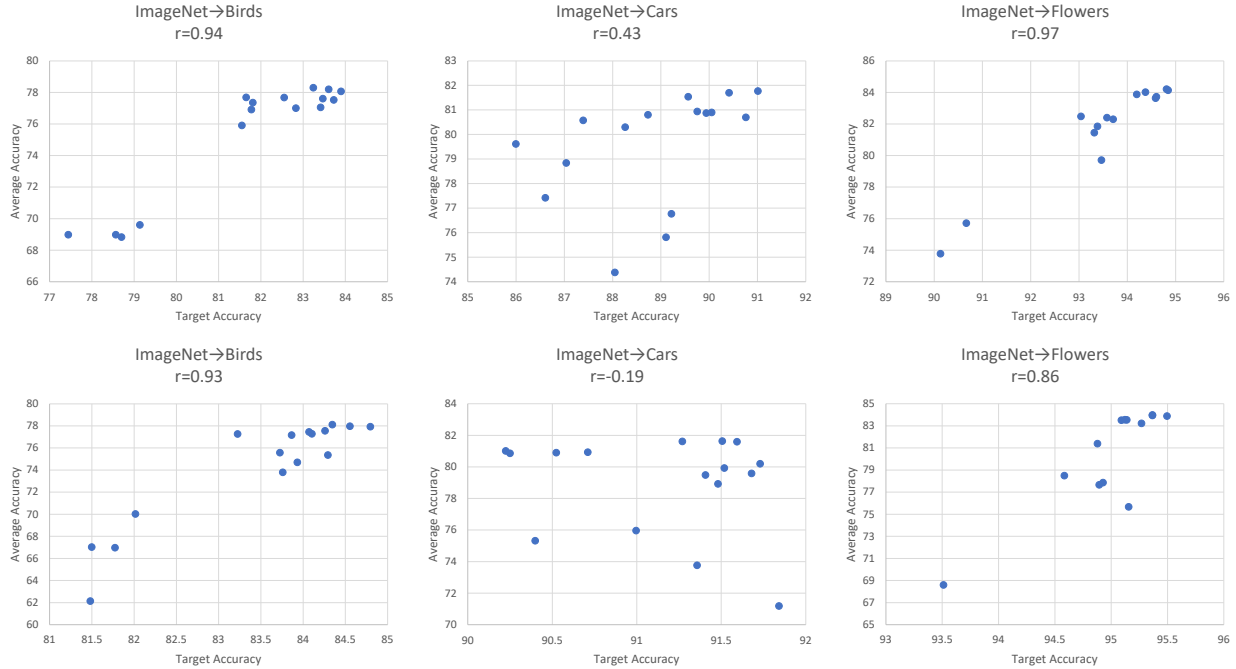 ImageNet→Birds
r=0.94
80
78
76
74
72
70
68
66
77 78 79 80 81 82 83 84 85
Average Accuracy
Target Accuracy
ImageNet→Cars
r=0.43
83
82
81
80
79
78
77
76
75
74
85 86 87 88 89 90 91 92
Average Accuracy
Target Accuracy
ImageNet→Flowers
r=0.97
86
84
82
80
78
76
74
72
89 90 91 92 93 94 95 96
Average Accuracy
Target Accuracy
ImageNet→Birds
r=0.93
80
78
76
74
72
70
68
66
64
62
60
81 81.5 82 82.5 83 83.5 84 84.5 85
Average Accuracy
Target Accuracy
ImageNet→Cars
r=-0.19
84
82
80
78
76
74
72
70
90 90.5 91 91.5 92
Average Accuracy
Target Accuracy
ImageNet→Flowers
r=0.86
85
83
81
79
77
75
73
71
69
67
65
93 93.5 94 94.5 95 95.5 96
Average Accuracy
Target Accuracy